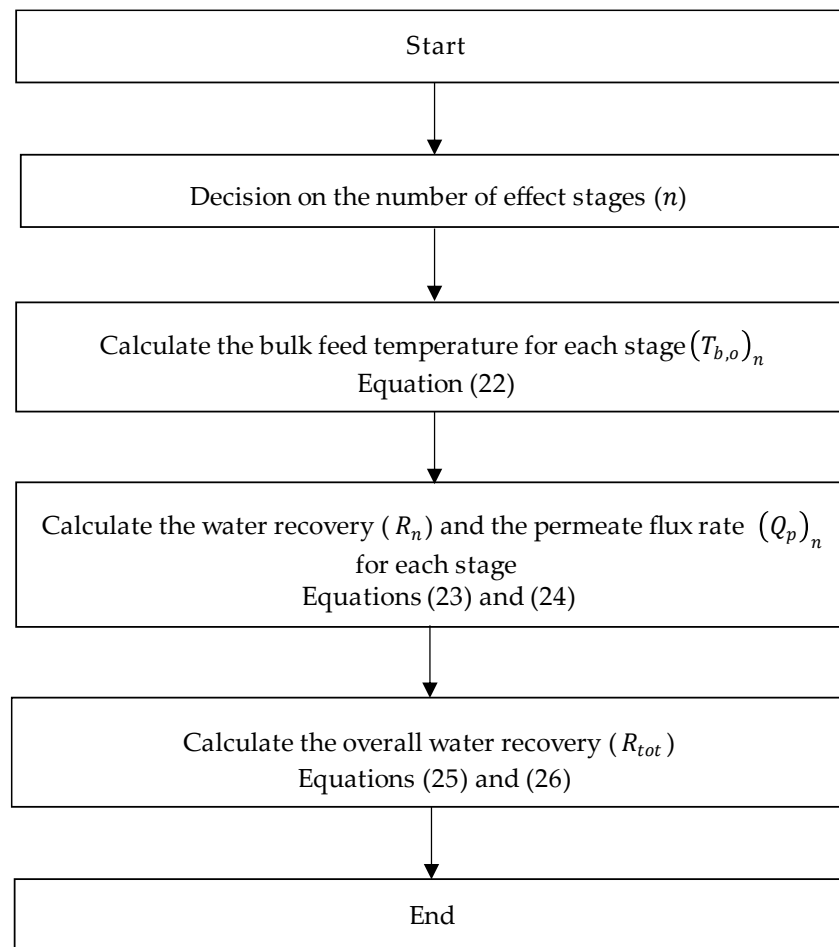 Start
Decision on the number of effect stages (n)
Calculate the bulk feed temperature for each stage (T_{b,o})_n
Equation (22)
Calculate the water recovery ( R_n) and the permeate flux rate (Q_p)_n
for each stage
Equations (23) and (24)
Calculate the overall water recovery ( R_{tot})
Equations (25) and (26)
End